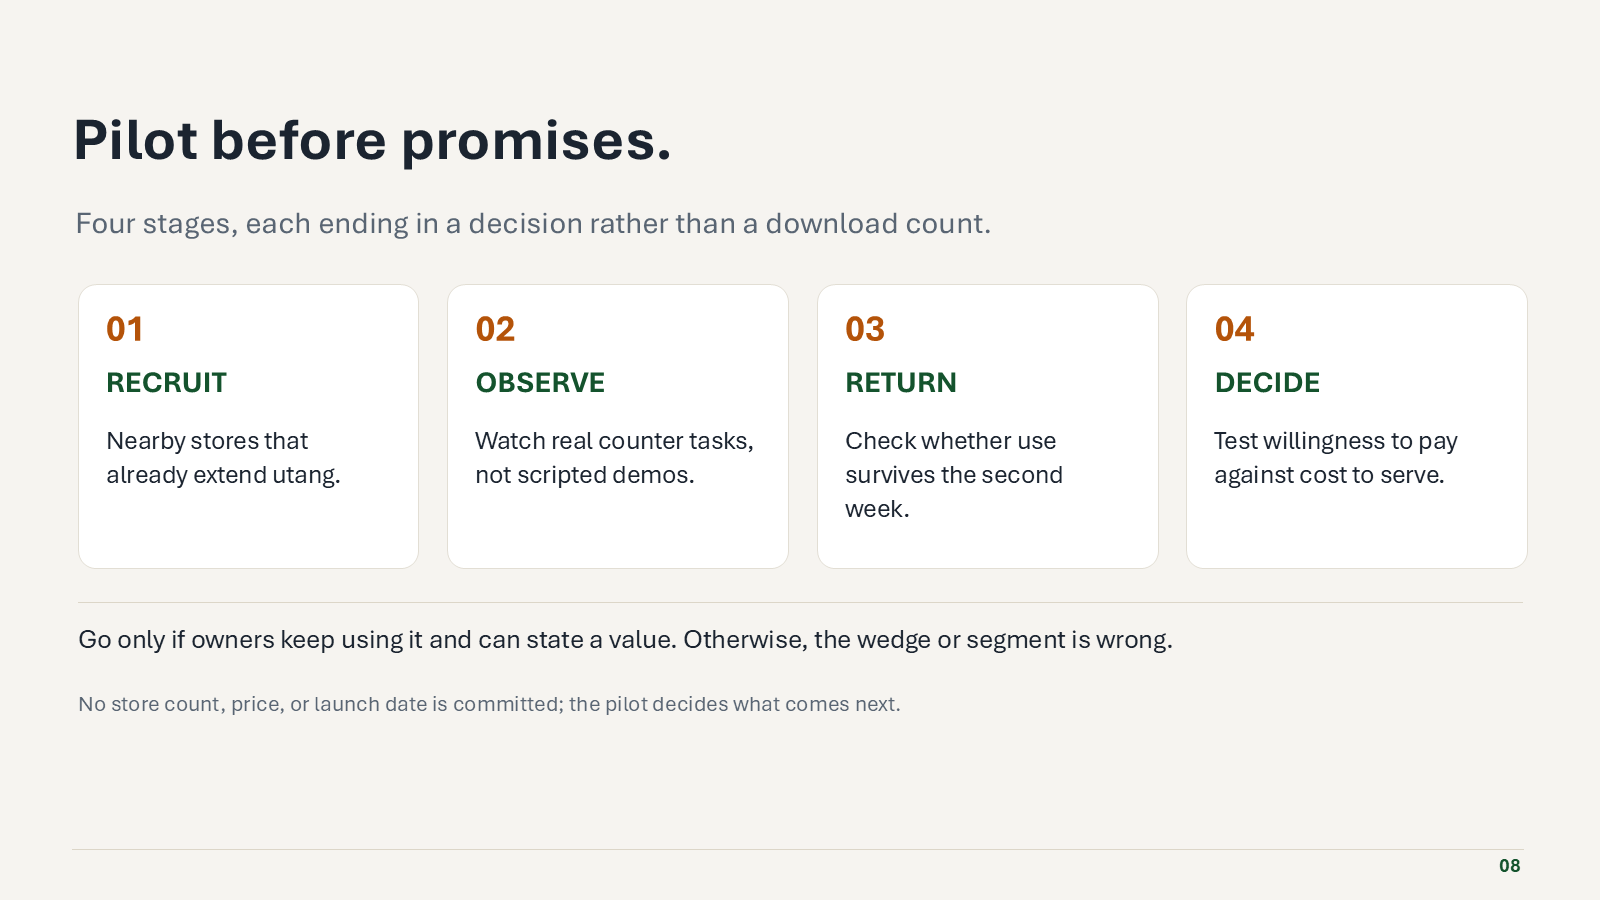 Pilot before promises.
Four stages, each ending in a decision rather than a download count.
01
RECRUIT
Nearby stores that
already extend utang.
02
OBSERVE
Watch real counter tasks,
not scripted demos.
03
RETURN
Check whether use
survives the second
week.
04
DECIDE
Test willingness to pay
against cost to serve.
Go only if owners keep using it and can state a value. Otherwise, the wedge or segment is wrong.
No store count, price, or launch date is committed; the pilot decides what comes next.
08